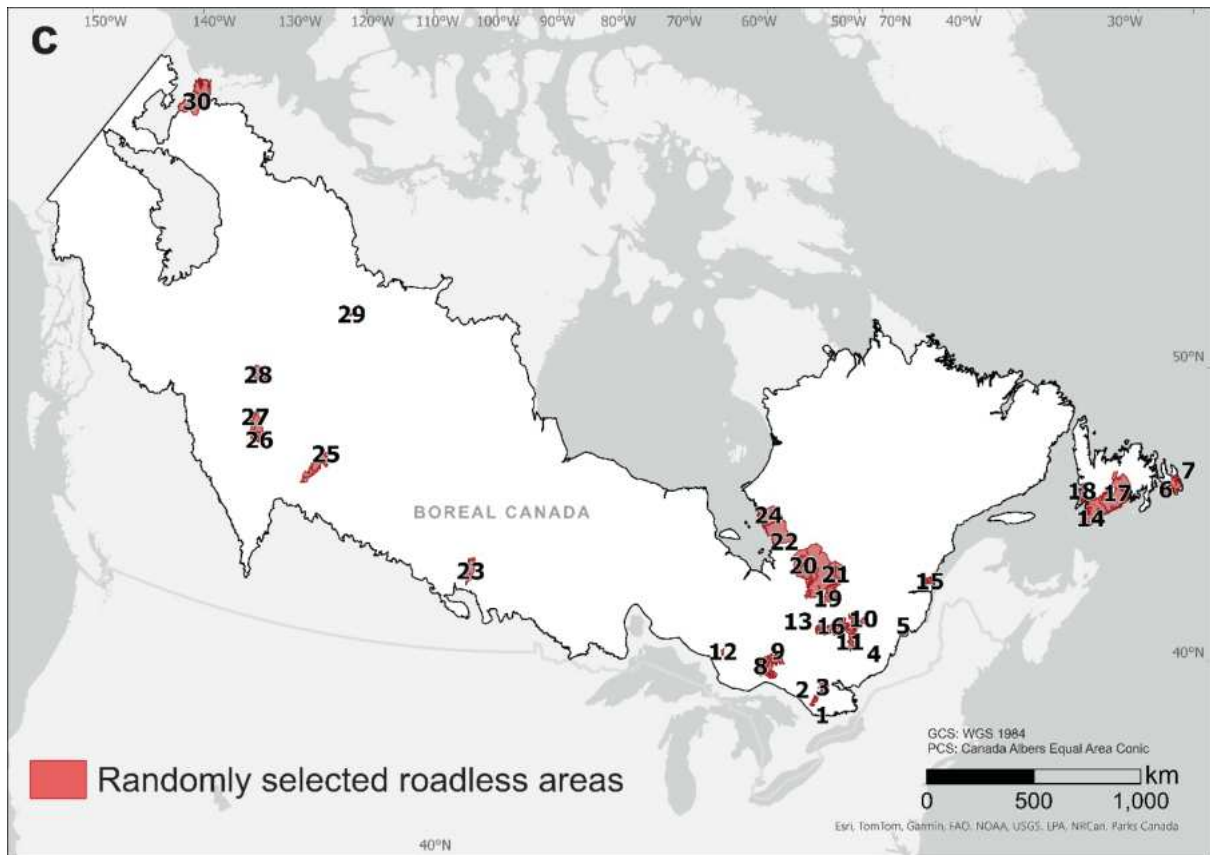 150°W 140°W 130°W 120°W 110°W 100°W 90°W 80°W 70°W 60°W 50°W 70°W 40°W 30°W
C
30
29
50°N
28
27
26
25
7
18 17 6
24
14
BOREAL CANADA
22
20
21
23
15
19
13 16 10
5
11
12 9 4
40°N
8
2 3
1
GCS: WGS 1984
PCS: Canada Albers Equal Area Conic
Randomly selected roadless areas
km
0 500 1,000
Esri, TomTom, Garmin, FAO, NOAA, USGS, EPA, NRCan, Parks Canada
40°N